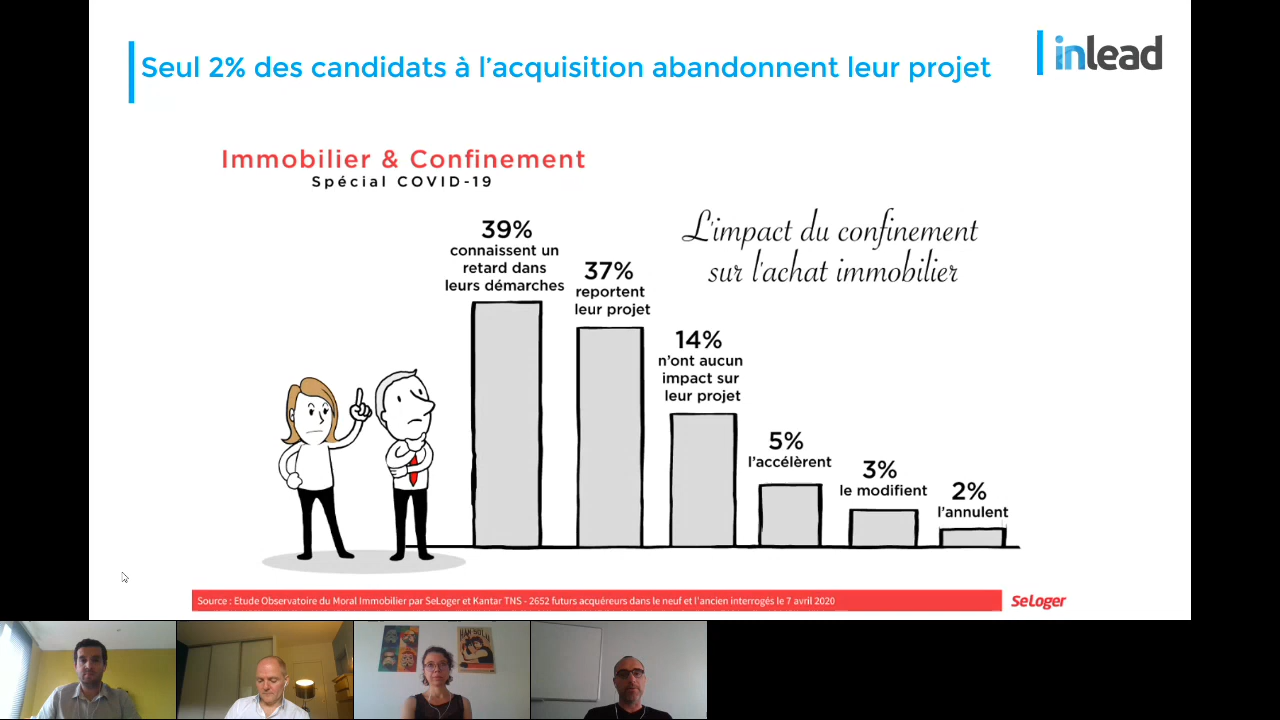 Seul 2% des candidats à l'acquisition abandonnent leur projet
inlead
Immobilier & Confinement
Spécial COVID-19
L'impact du confinement
sur l'achat immobilier
39%
connaissent un
retard dans
leurs démarches
37%
reportent
leur projet
14%
n'ont aucun
impact sur
leur projet
5%
l'accélèrent
3%
le modifient
2%
l'annulent
Source : Etude Observatoire du Moral Immobilier par SeLoger et Kantar TNS - 2652 futurs acquéreurs dans le neuf et l'ancien interrogés le 7 avril 2020
SeLoger